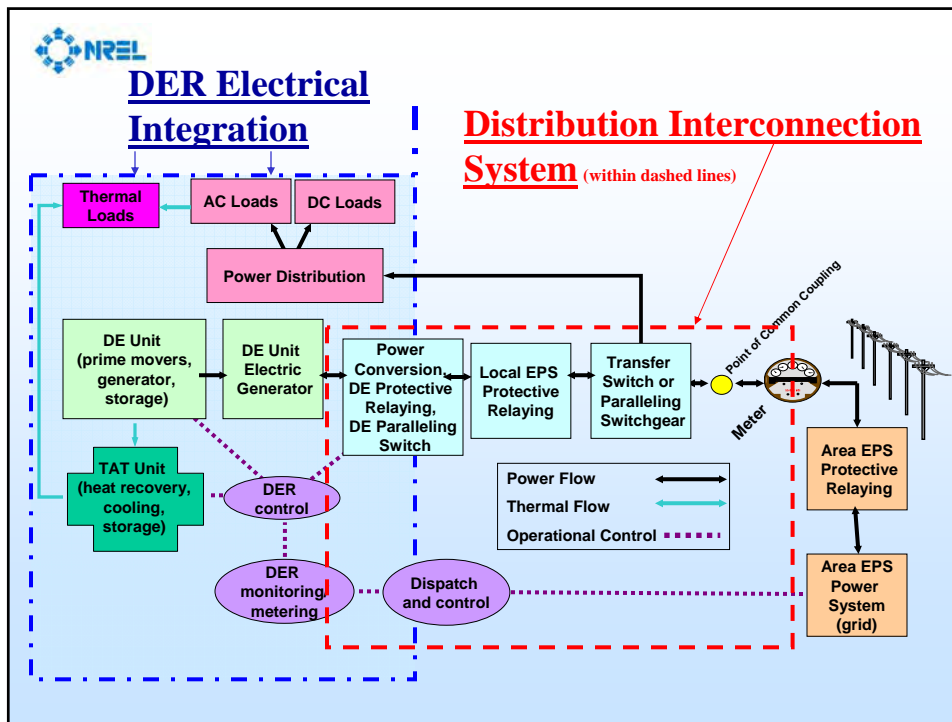 NREL
DER Electrical
Integration
Distribution Interconnection
System (within dashed lines)
Thermal
Loads
AC Loads
DC Loads
Power Distribution
Point of Common Coupling
DE Unit
(prime movers,
generator,
storage)
DE Unit
Electric
Generator
Power
Conversion,
DE Protective
Relaying,
DE Paralleling
Switch
Local EPS
Protective
Relaying
Transfer
Switch or
Paralleling
Switchgear
Meter
TAT Unit
(heat recovery,
cooling,
storage)
DER
control
Power Flow
Thermal Flow
Operational Control
Area EPS
Protective
Relaying
DER
monitoring,
metering
Dispatch
and control
Area EPS
Power
System
(grid)